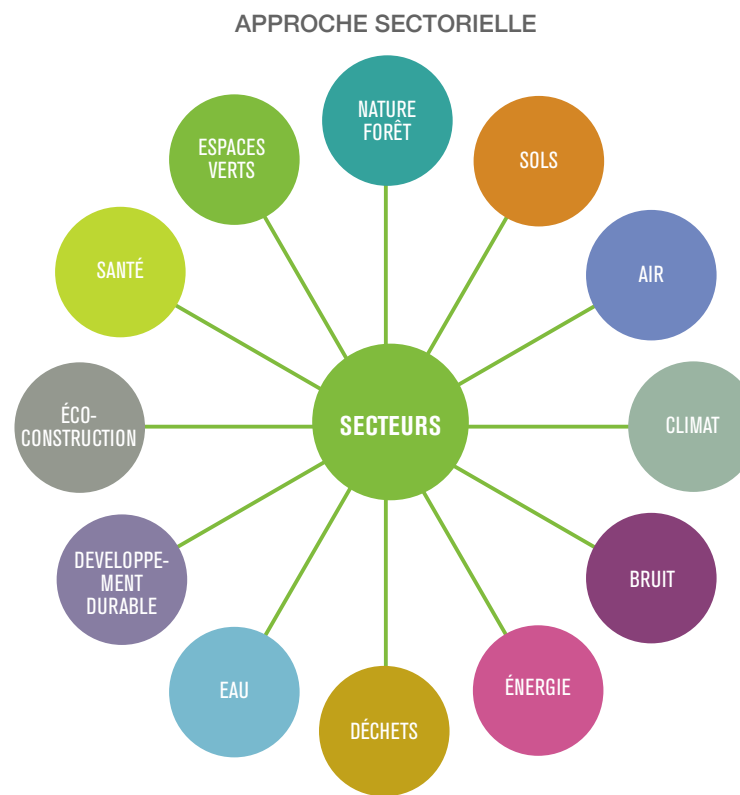 APPROCHE SECTORIELLE
NATURE
FORÊT
SOLS
AIR
CLIMAT
BRUIT
ÉNERGIE
DÉCHETS
EAU
DEVELOPPE-
MENT
DURABLE
ÉCO-
CONSTRUCTION
SANTÉ
ESPACES
VERTS
SECTEURS